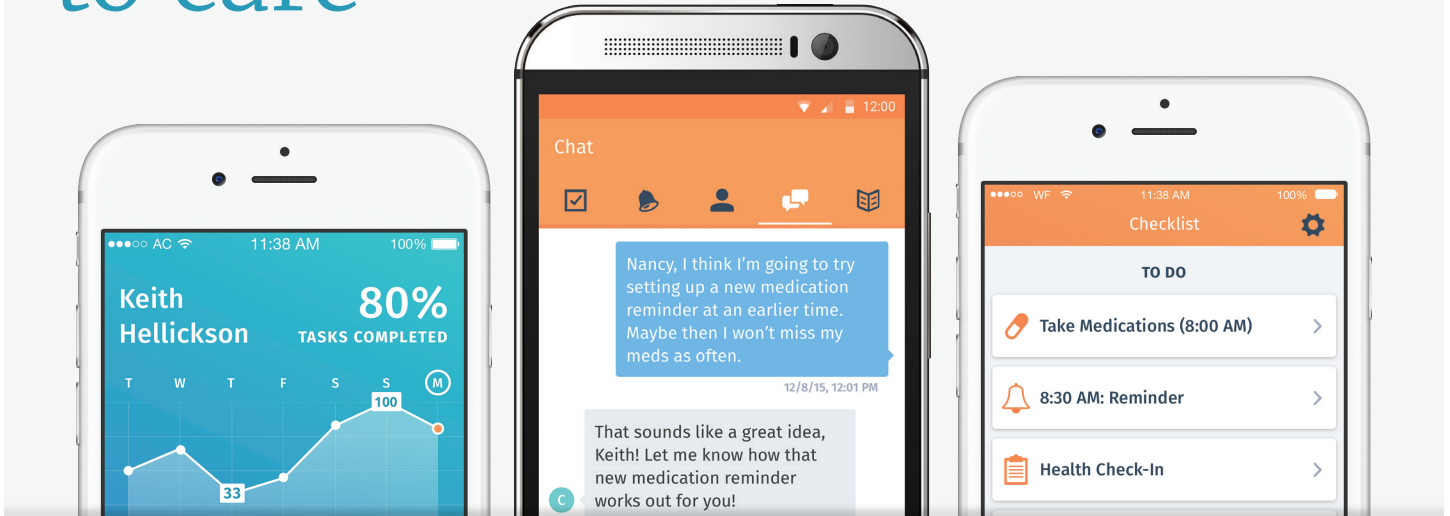 to care
AC 11:38 AM 100%
Keith
Hellickson
80%
TASKS COMPLETED
T W T F S S M
100
33
12:00
Chat
Nancy, I think I'm going to try
setting up a new medication
reminder at an earlier time.
Maybe then I won't miss my
meds as often.
12/8/15, 12:01 PM
That sounds like a great idea,
Keith! Let me know how that
new medication reminder
works out for you!
C
WF 11:38 AM 100%
Checklist
TO DO
Take Medications (8:00 AM)
8:30 AM: Reminder
Health Check-In